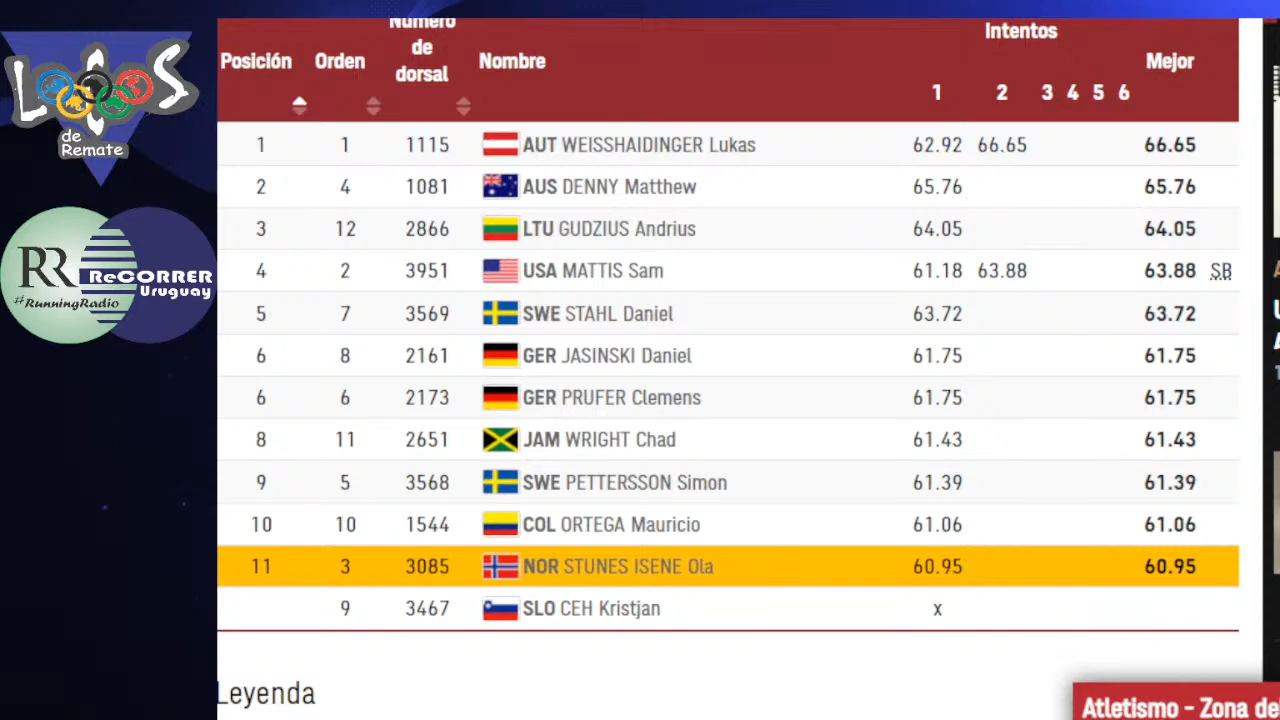 LOCOS
de
Remate
RR
#RunningRadio
ReCORRER
Uruguay
Posición Orden Número de dorsal Nombre Intentos Mejor
1 2 3 4 5 6
1 1 1115 AUT WEISSHAIDINGER Lukas 62.92 66.65 66.65
2 4 1081 AUS DENNY Matthew 65.76 65.76
3 12 2866 LTU GUDZIUS Andrius 64.05 64.05
4 2 3951 USA MATTIS Sam 61.18 63.88 63.88 SB
5 7 3569 SWE STAHL Daniel 63.72 63.72
6 8 2161 GER JASINSKI Daniel 61.75 61.75
6 6 2173 GER PRUFER Clemens 61.75 61.75
8 11 2651 JAM WRIGHT Chad 61.43 61.43
9 5 3568 SWE PETTERSSON Simon 61.39 61.39
10 10 1544 COL ORTEGA Mauricio 61.06 61.06
11 3 3085 NOR STUNES ISENE Ola 60.95 60.95
9 3467 SLO CEH Kristjan x
Leyenda
Atletismo - Zona de